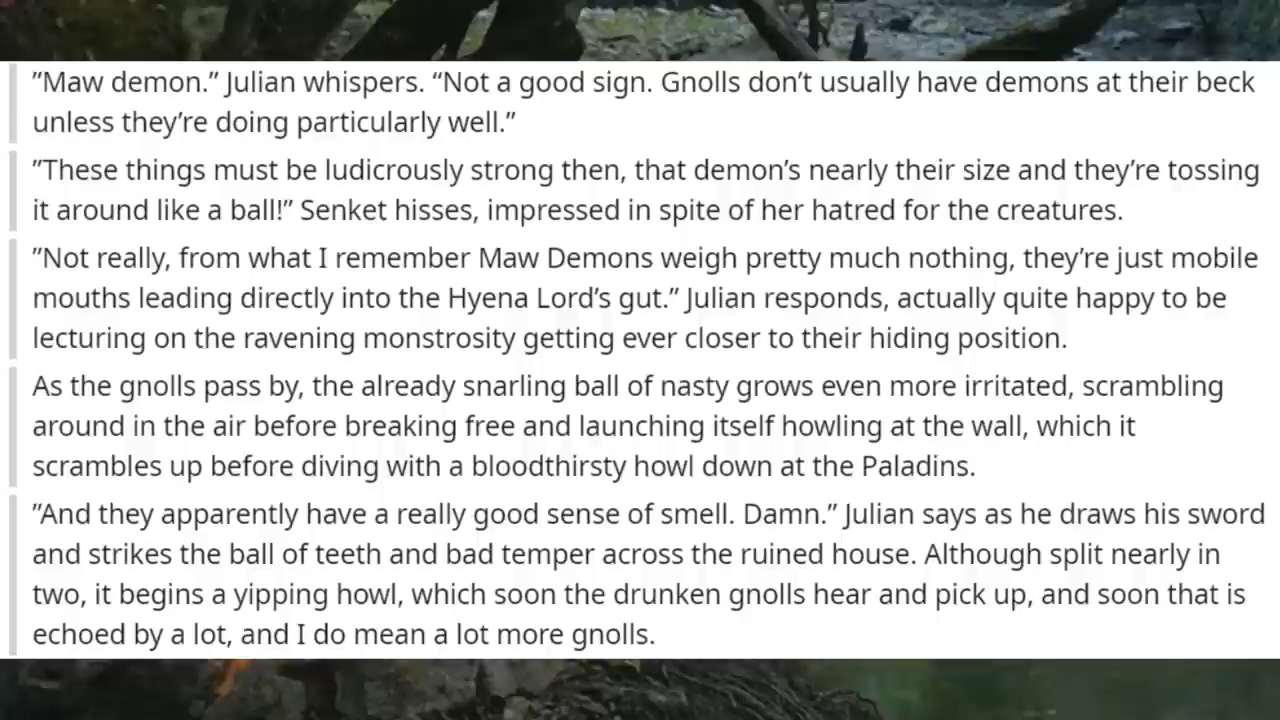 ”Maw demon.” Julian whispers. “Not a good sign. Gnolls don’t usually have demons at their beck
unless they’re doing particularly well.”
”These things must be ludicrously strong then, that demon’s nearly their size and they’re tossing
it around like a ball!” Senket hisses, impressed in spite of her hatred for the creatures.
”Not really, from what I remember Maw Demons weigh pretty much nothing, they’re just mobile
mouths leading directly into the Hyena Lord’s gut.” Julian responds, actually quite happy to be
lecturing on the ravening monstrosity getting ever closer to their hiding position.
As the gnolls pass by, the already snarling ball of nasty grows even more irritated, scrambling
around in the air before breaking free and launching itself howling at the wall, which it
scrambles up before diving with a bloodthirsty howl down at the Paladins.
”And they apparently have a really good sense of smell. Damn.” Julian says as he draws his sword
and strikes the ball of teeth and bad temper across the ruined house. Although split nearly in
two, it begins a yipping howl, which soon the drunken gnolls hear and pick up, and soon that is
echoed by a lot, and I do mean a lot more gnolls.